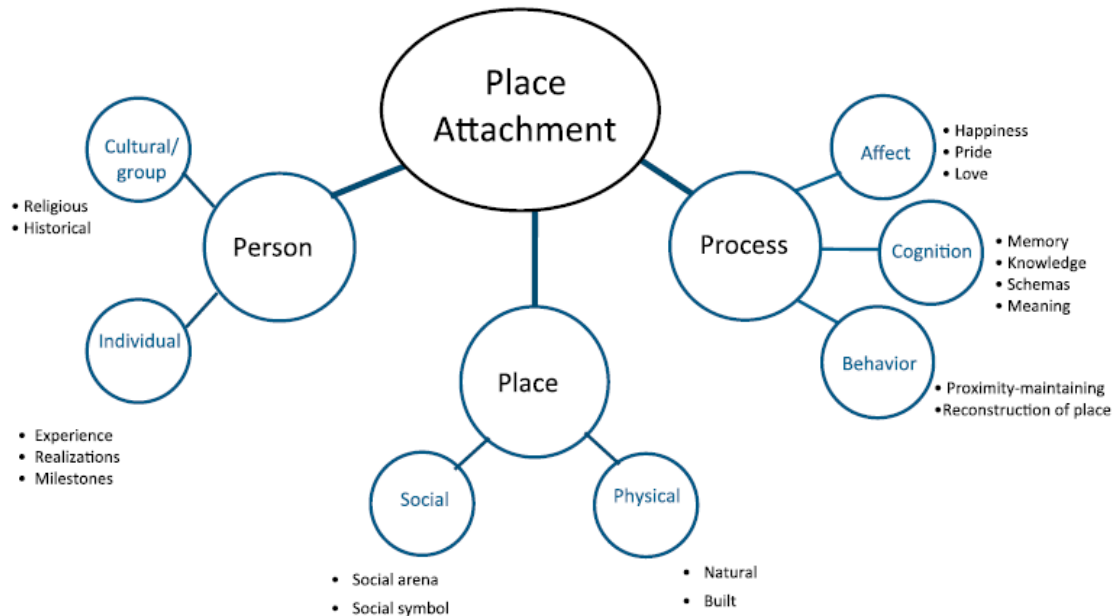 Place
Attachment
Cultural/
group
• Religious
• Historical
Person
Individual
• Experience
• Realizations
• Milestones
Place
Social
• Social arena
• Social symbol
Physical
• Natural
• Built
Process
Affect
• Happiness
• Pride
• Love
Cognition
• Memory
• Knowledge
• Schemas
• Meaning
Behavior
• Proximity-maintaining
•Reconstruction of place